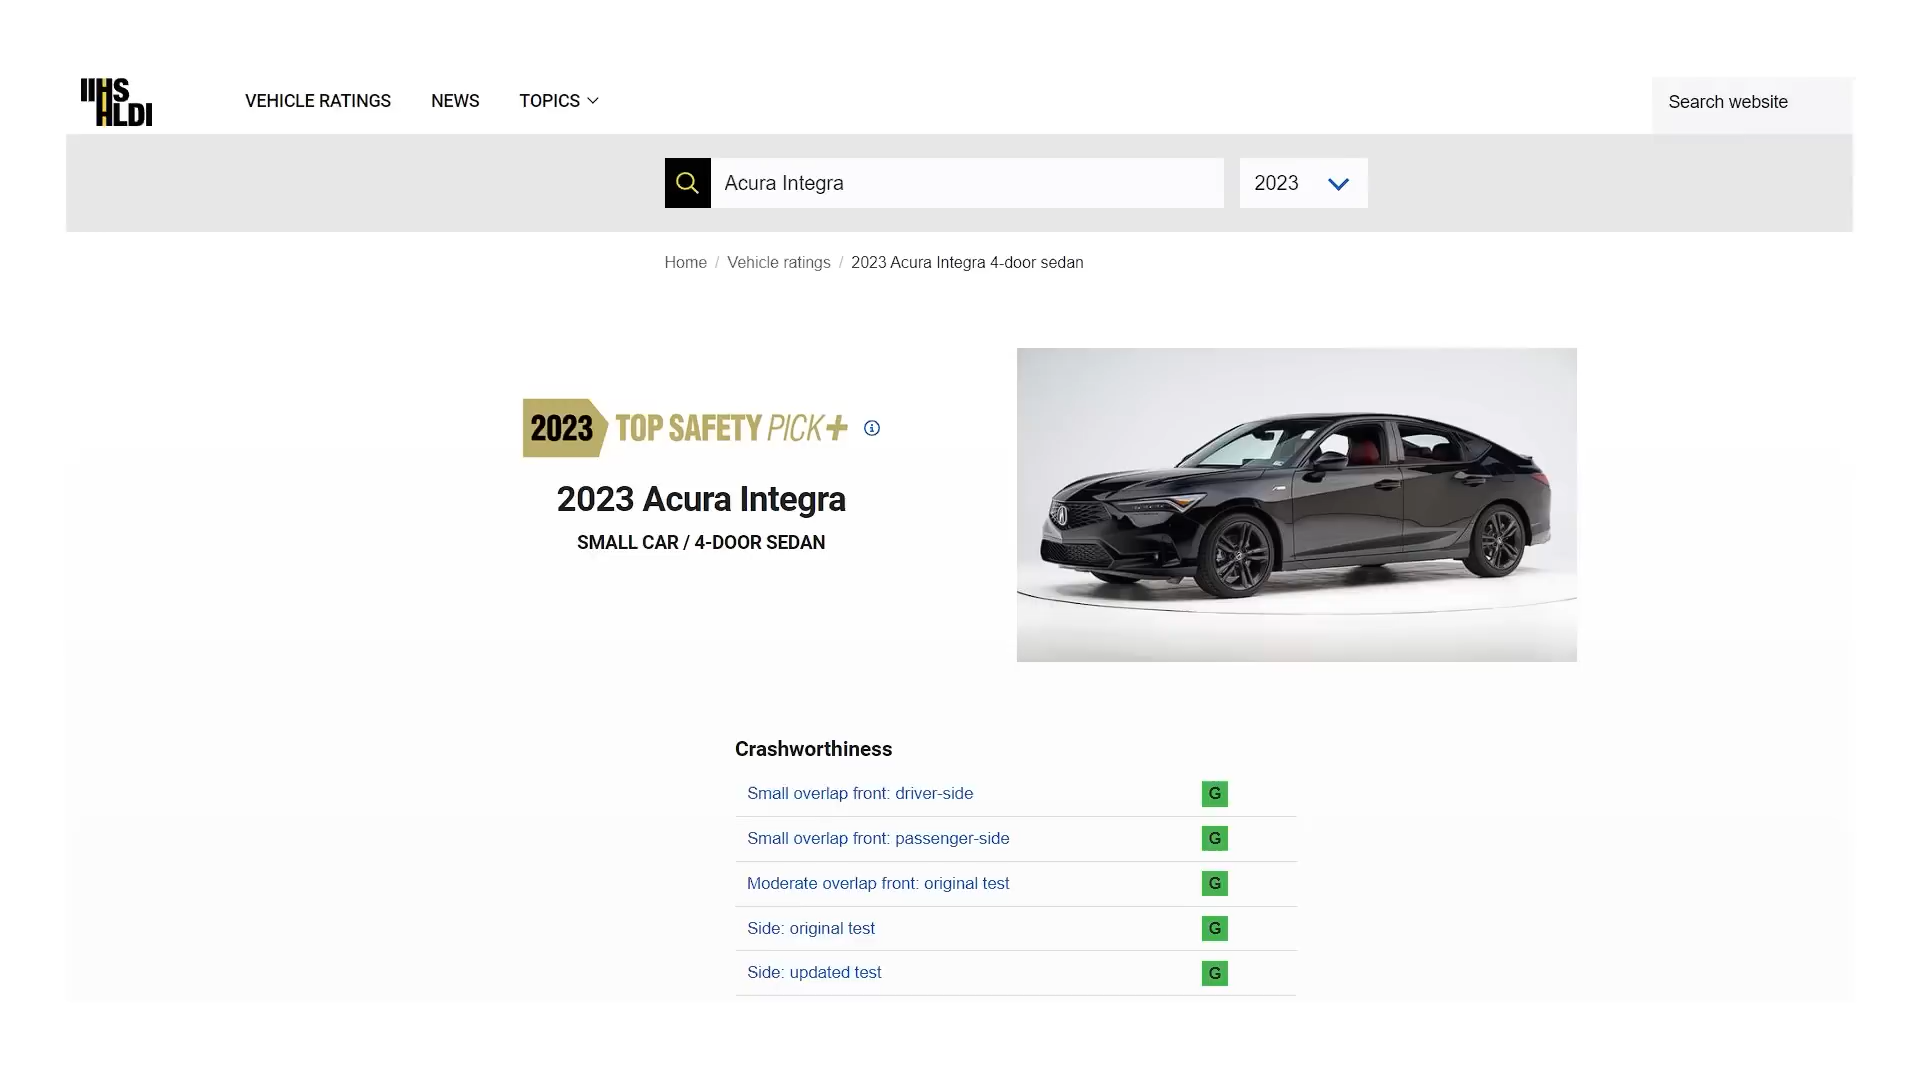 IIHS
HLDI
VEHICLE RATINGS
NEWS
TOPICS
Search website
Acura Integra
2023
Home / Vehicle ratings / 2023 Acura Integra 4-door sedan
2023 TOP SAFETY PICK+
2023 Acura Integra
SMALL CAR / 4-DOOR SEDAN
Crashworthiness
Small overlap front: driver-side G
Small overlap front: passenger-side G
Moderate overlap front: original test G
Side: original test G
Side: updated test G